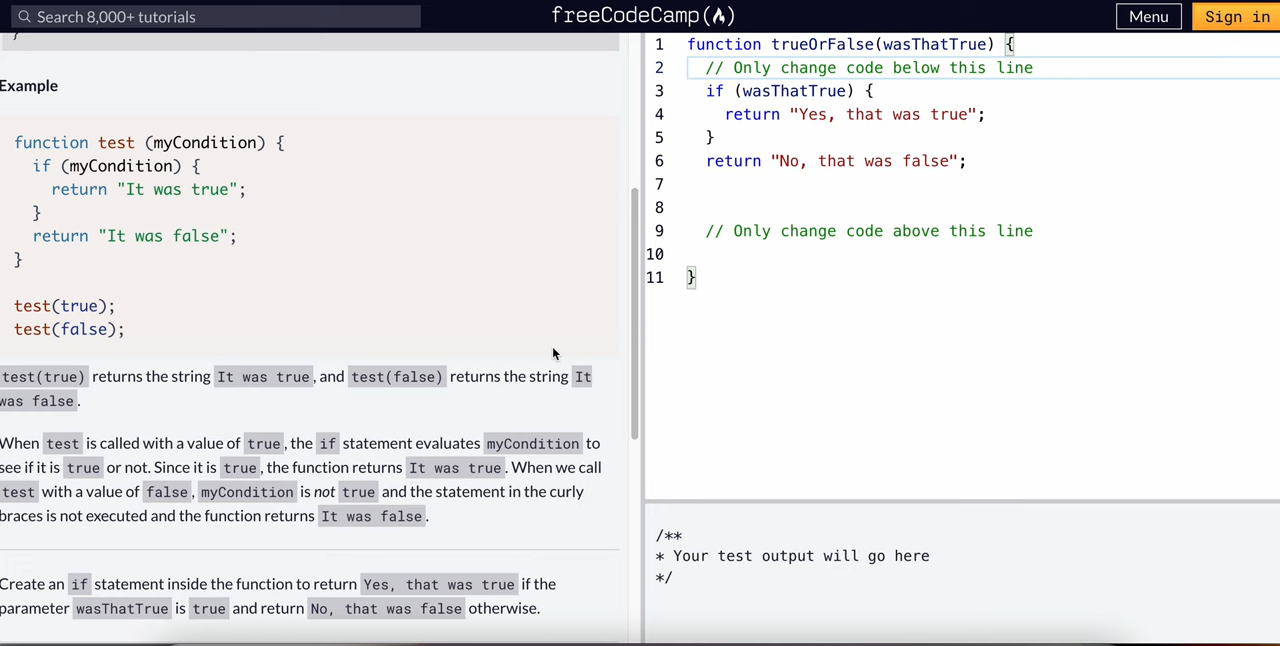 Search 8,000+ tutorials
freeCodeCamp
Menu
Sign in
}
Example
function test (myCondition) {
if (myCondition) {
return "It was true";
}
return "It was false";
}
test(true);
test(false);
test(true) returns the string It was true, and test(false) returns the string It
was false.
When test is called with a value of true, the if statement evaluates myCondition to
see if it is true or not. Since it is true, the function returns It was true. When we call
test with a value of false, myCondition is not true and the statement in the curly
braces is not executed and the function returns It was false.
Create an if statement inside the function to return Yes, that was true if the
parameter wasThatTrue is true and return No, that was false otherwise.
1 function trueOrFalse(wasThatTrue) {
2 // Only change code below this line
3 if (wasThatTrue) {
4 return "Yes, that was true";
5 }
6 return "No, that was false";
7
8
9 // Only change code above this line
10
11 }
/**
* Your test output will go here
*/